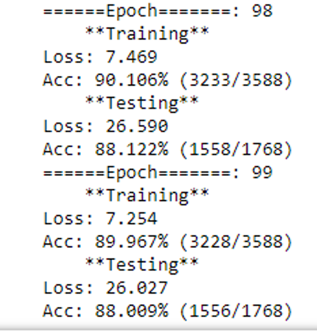 ======Epoch=======: 98
**Training**
Loss: 7.469
Acc: 90.106% (3233/3588)
**Testing**
Loss: 26.590
Acc: 88.122% (1558/1768)
======Epoch=======: 99
**Training**
Loss: 7.254
Acc: 89.967% (3228/3588)
**Testing**
Loss: 26.027
Acc: 88.009% (1556/1768)